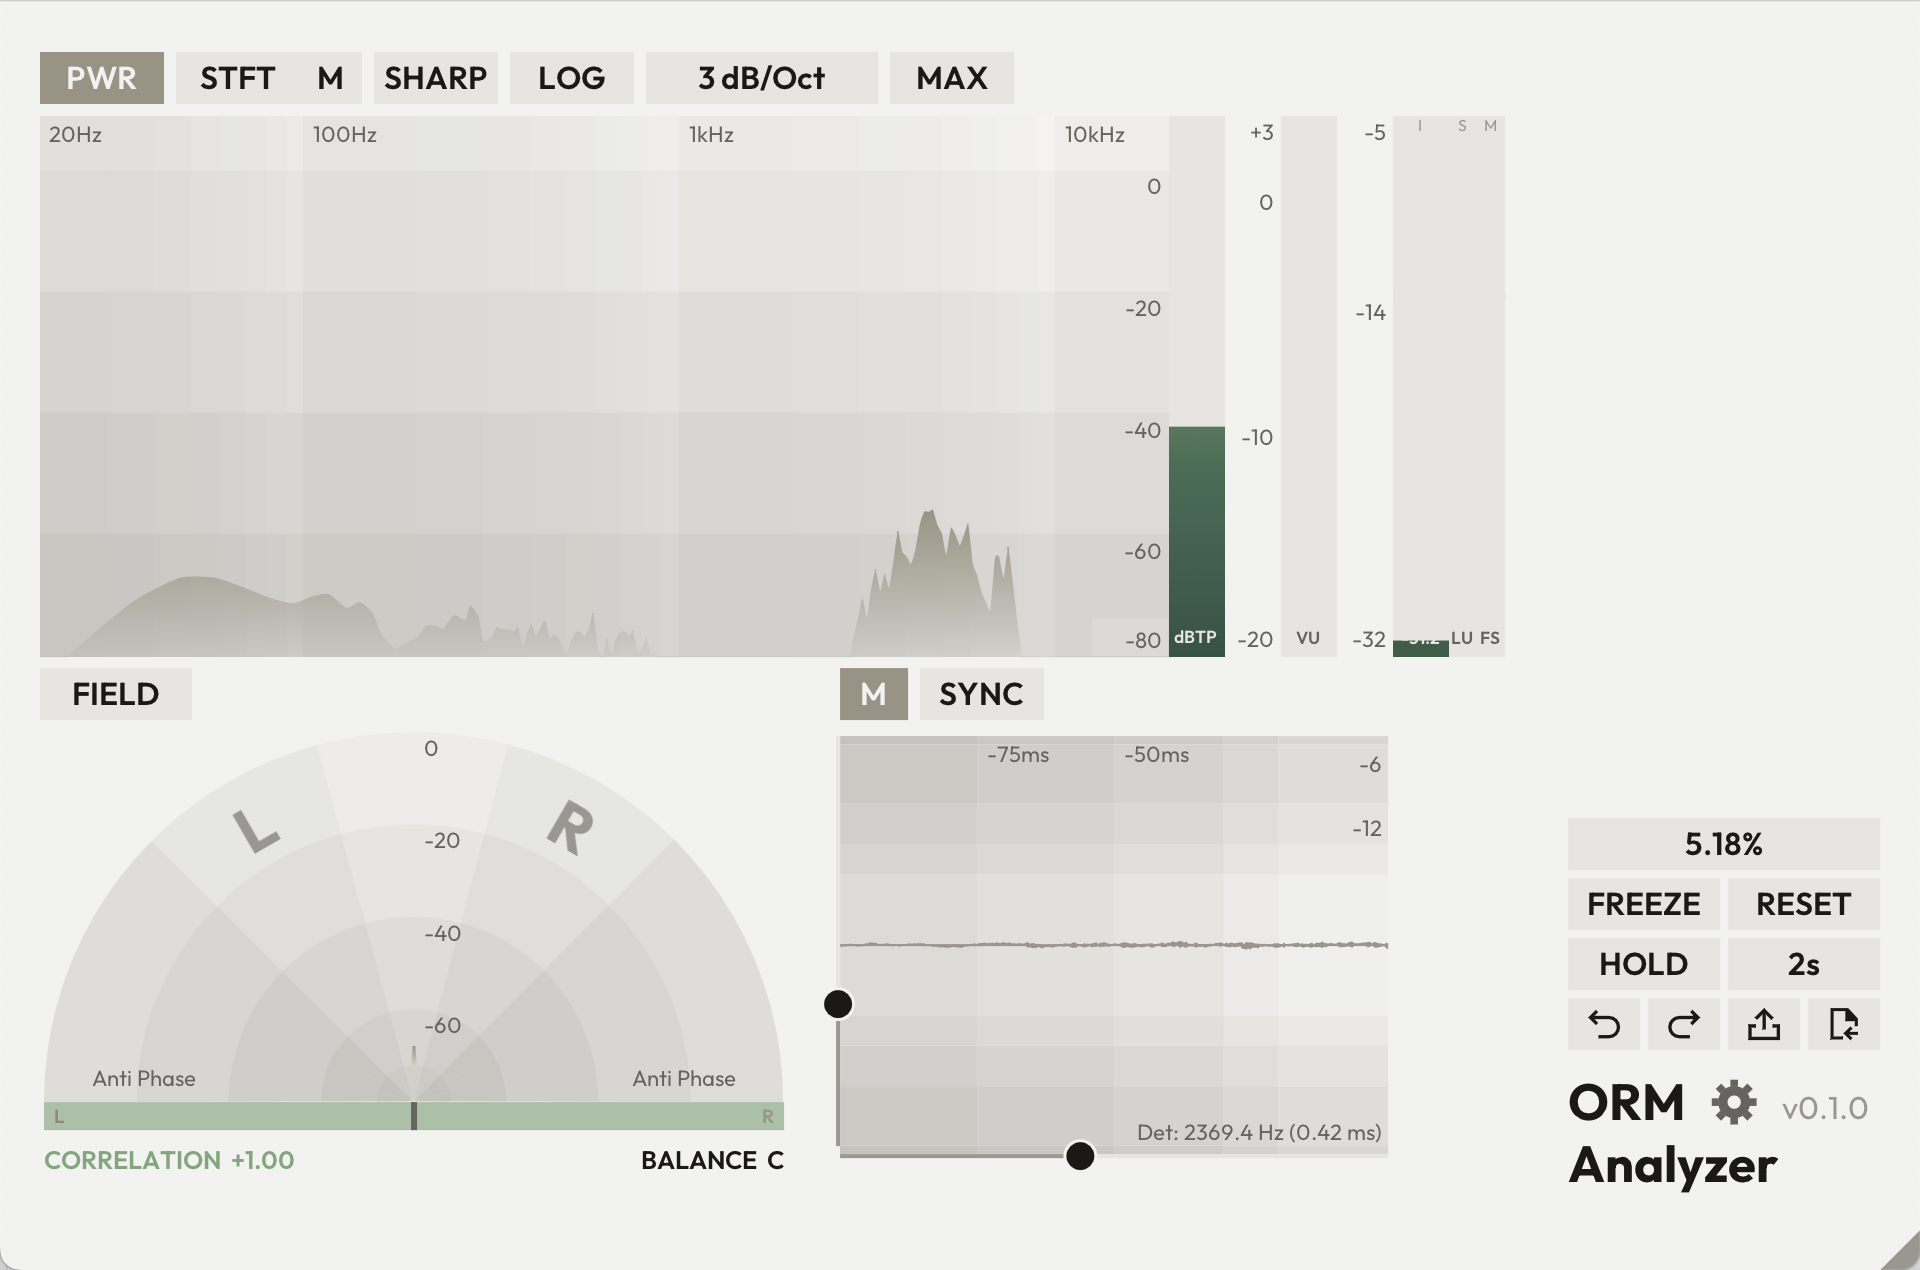 PWR STFT M SHARP LOG 3 dB/Oct MAX
20Hz 100Hz 1kHz 10kHz
0
-20
-40
-60
-80
dBTP
+3
0
-10
-20
VU
-5
-14
-32
I S M
LU FS
FIELD
0
-20
-40
-60
L R
Anti Phase Anti Phase
L R
CORRELATION +1.00 BALANCE C
M SYNC
-75ms -50ms
-6
-12
Det: 2369.4 Hz (0.42 ms)
5.18%
FREEZE RESET
HOLD 2s
ORM v0.1.0
Analyzer